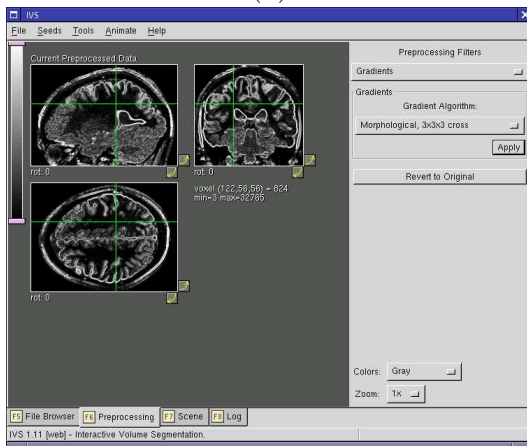 IVS
File Seeds Tools Animate Help
Current Preprocessed Data
rot: 0
rot: 0
voxel (122,56,56) = 824
min=3 max=32765
rot: 0
Preprocessing Filters
Gradients
Gradients
Gradient Algorithm:
Morphological, 3x3x3 cross
Apply
Revert to Original
Colors: Gray
Zoom: 1x
F5 File Browser F6 Preprocessing F7 Scene F8 Log
IVS 1.11 [web] - Interactive Volume Segmentation.